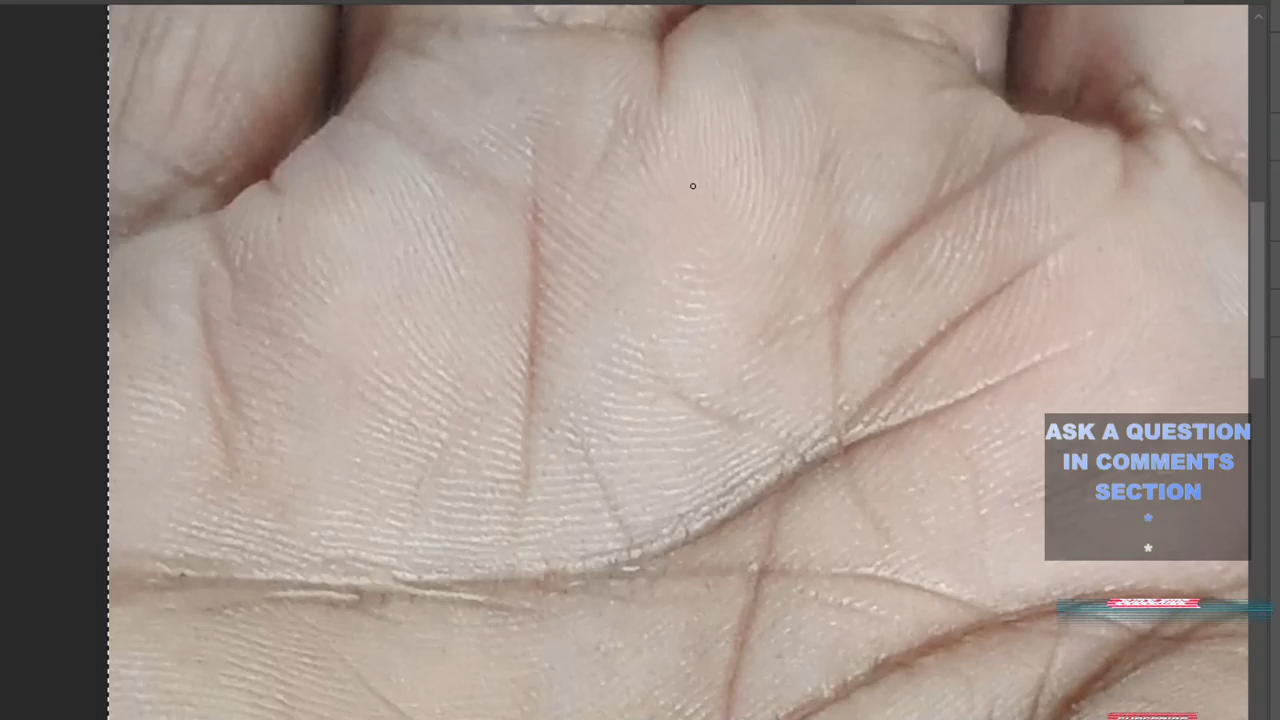 ASK A QUESTION
IN COMMENTS
SECTION
*
*